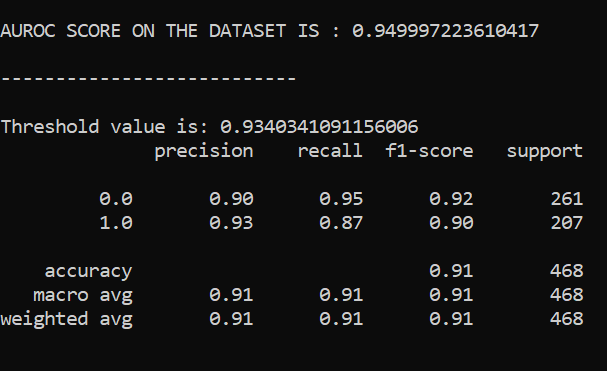 AUROC SCORE ON THE DATASET IS : 0.949997223610417
---------------------------
Threshold value is: 0.9340341091156006
precision recall f1-score support
0.0 0.90 0.95 0.92 261
1.0 0.93 0.87 0.90 207
accuracy 0.91 468
macro avg 0.91 0.91 0.91 468
weighted avg 0.91 0.91 0.91 468